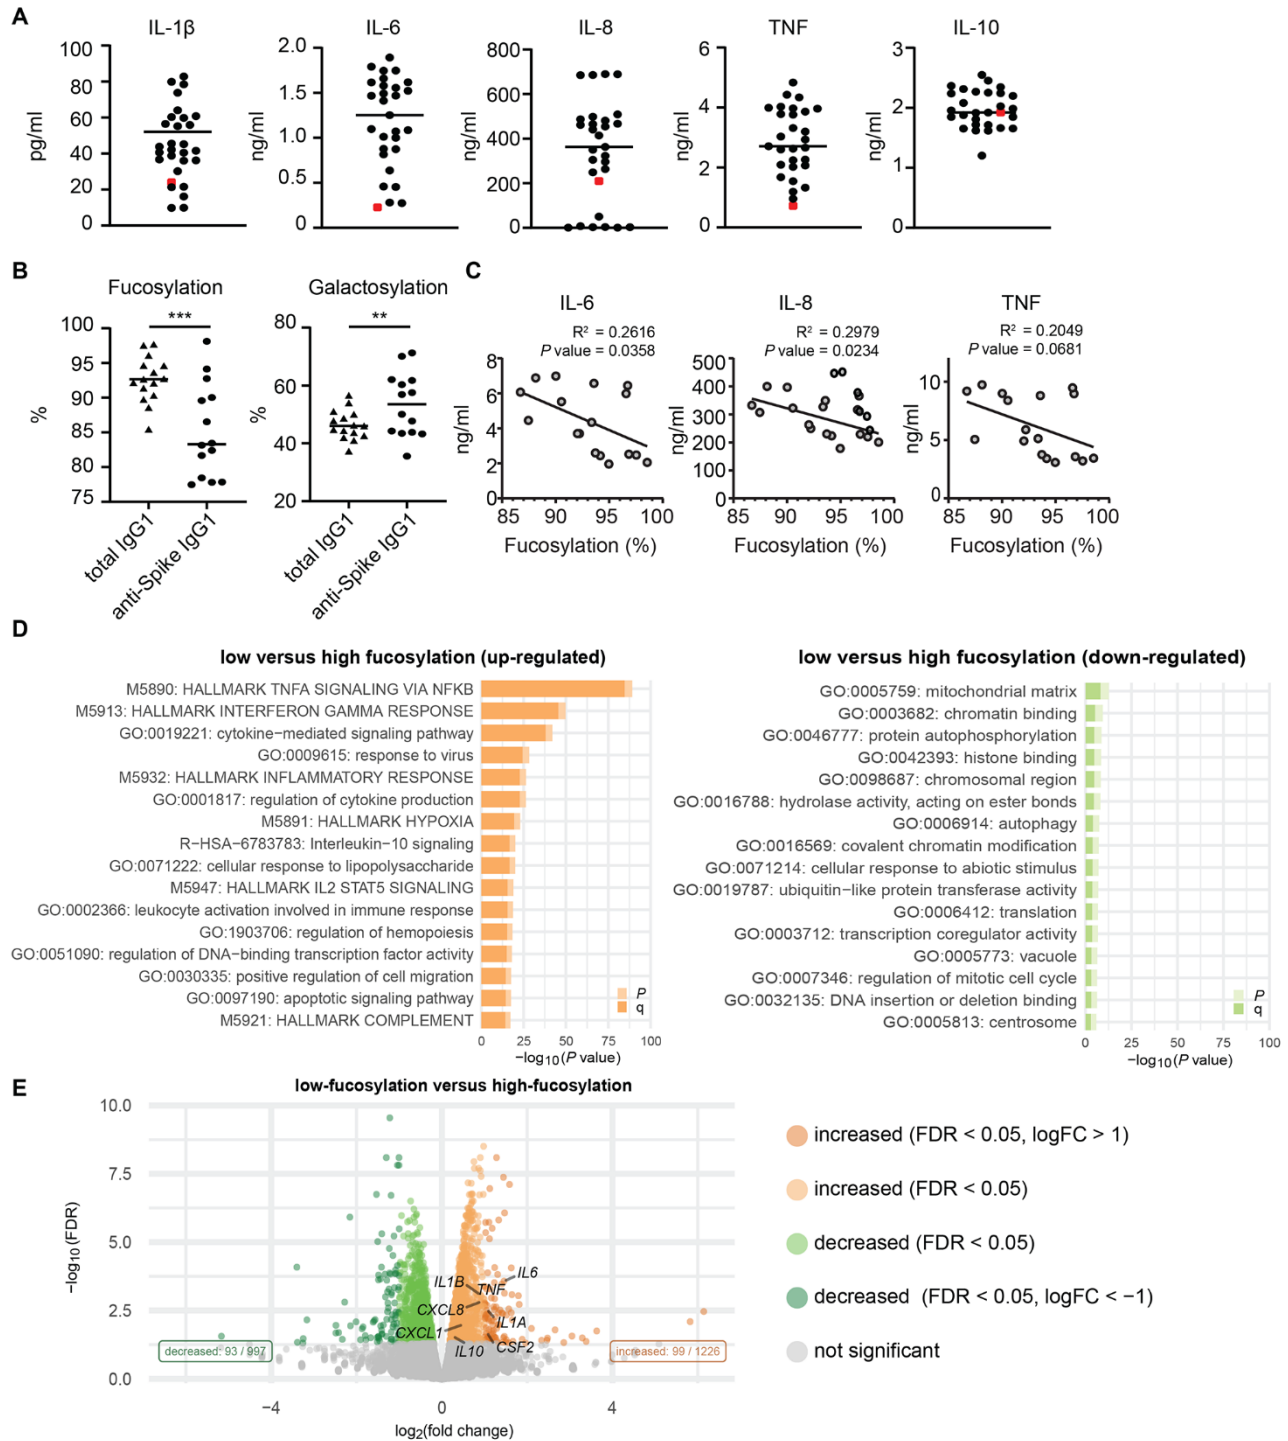 A
IL-1β
IL-6
IL-8
TNF
IL-10
pg/ml
100
80
60
40
20
0
ng/ml
2.0
1.5
1.0
0.5
0
ng/ml
800
600
400
200
0
ng/ml
6
4
2
0
ng/ml
3
2
1
0
B
Fucosylation
***
%
100
95
90
85
80
75
total IgG1
anti-Spike IgG1
Galactosylation
**
%
80
60
40
20
total IgG1
anti-Spike IgG1
C
IL-6
R² = 0.2616
P value = 0.0358
ng/ml
8
6
4
2
0
85 90 95 100
Fucosylation (%)
IL-8
R² = 0.2979
P value = 0.0234
ng/ml
500
400
300
200
100
0
85 90 95 100
Fucosylation (%)
TNF
R² = 0.2049
P value = 0.0681
ng/ml
10
5
0
85 90 95 100
Fucosylation (%)
D
low versus high fucosylation (up-regulated)
M5890: HALLMARK TNFA SIGNALING VIA NFKB
M5913: HALLMARK INTERFERON GAMMA RESPONSE
GO:0019221: cytokine-mediated signaling pathway
GO:0009615: response to virus
M5932: HALLMARK INFLAMMATORY RESPONSE
GO:0001817: regulation of cytokine production
M5891: HALLMARK HYPOXIA
R-HSA-6783783: Interleukin-10 signaling
GO:0071222: cellular response to lipopolysaccharide
M5947: HALLMARK IL2 STAT5 SIGNALING
GO:0002366: leukocyte activation involved in immune response
GO:1903706: regulation of hemopoiesis
GO:0051090: regulation of DNA-binding transcription factor activity
GO:0030335: positive regulation of cell migration
GO:0097190: apoptotic signaling pathway
M5921: HALLMARK COMPLEMENT
P
q
0 25 50 75 100
−log10(P value)
low versus high fucosylation (down-regulated)
GO:0005759: mitochondrial matrix
GO:0003682: chromatin binding
GO:0046777: protein autophosphorylation
GO:0042393: histone binding
GO:0098687: chromosomal region
GO:0016788: hydrolase activity, acting on ester bonds
GO:0006914: autophagy
GO:0016569: covalent chromatin modification
GO:0071214: cellular response to abiotic stimulus
GO:0019787: ubiquitin-like protein transferase activity
GO:0006412: translation
GO:0003712: transcription coregulator activity
GO:0005773: vacuole
GO:0007346: regulation of mitotic cell cycle
GO:0032135: DNA insertion or deletion binding
GO:0005813: centrosome
P
q
0 25 50 75 100
−log10(P value)
E
low-fucosylation versus high-fucosylation
−log10(FDR)
10.0
7.5
5.0
2.5
0.0
IL6
IL1B
TNF
CXCL8
IL1A
CXCL1
CSF2
IL10
decreased: 93 / 997
increased: 99 / 1226
−4 0 4
log2(fold change)
increased (FDR < 0.05, logFC > 1)
increased (FDR < 0.05)
decreased (FDR < 0.05)
decreased (FDR < 0.05, logFC < −1)
not significant